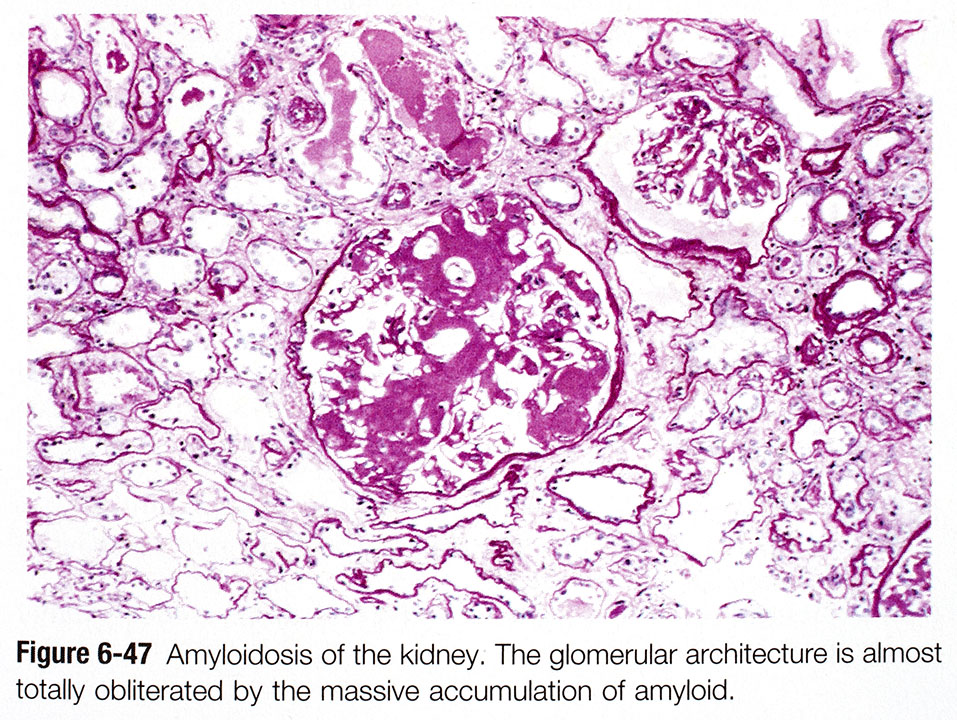 Figure 6-47 Amyloidosis of the kidney. The glomerular architecture is almost
totally obliterated by the massive accumulation of amyloid.